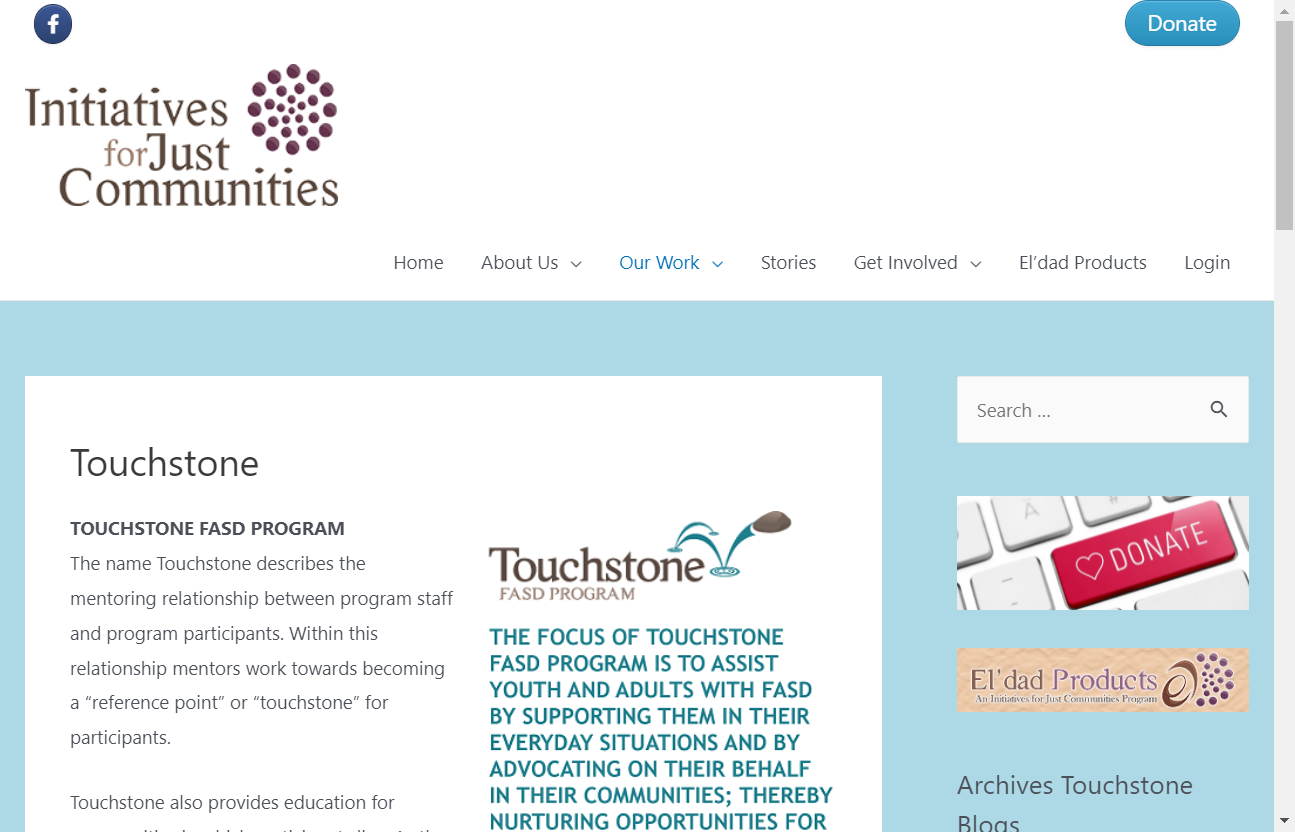 Donate
Initiatives
for Just
Communities
Home
About Us
Our Work
Stories
Get Involved
El’dad Products
Login
Touchstone
TOUCHSTONE FASD PROGRAM
The name Touchstone describes the
mentoring relationship between program staff
and program participants. Within this
relationship mentors work towards becoming
a “reference point” or “touchstone” for
participants.
Touchstone also provides education for
Touchstone
FASD PROGRAM
THE FOCUS OF TOUCHSTONE
FASD PROGRAM IS TO ASSIST
YOUTH AND ADULTS WITH FASD
BY SUPPORTING THEM IN THEIR
EVERYDAY SITUATIONS AND BY
ADVOCATING ON THEIR BEHALF
IN THEIR COMMUNITIES; THEREBY
NURTURING OPPORTUNITIES FOR
Search …
A
DONATE
El’dad Products
An Initiatives for Just Communities Program
Archives Touchstone
Blogs